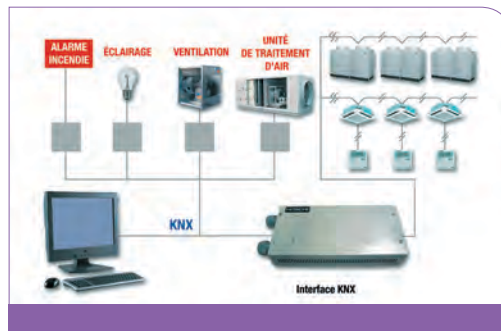 ALARME
INCENDIE
ÉCLAIRAGE
VENTILATION
UNITÉ
DE TRAITEMENT
D'AIR
KNX
Interface KNX